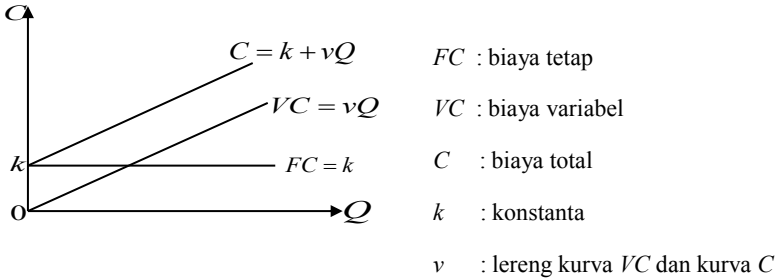 C
C = k + vQ
VC = vQ
k
FC = k
O
Q
FC : biaya tetap
VC : biaya variabel
C : biaya total
k : konstanta
v : lereng kurva VC dan kurva C